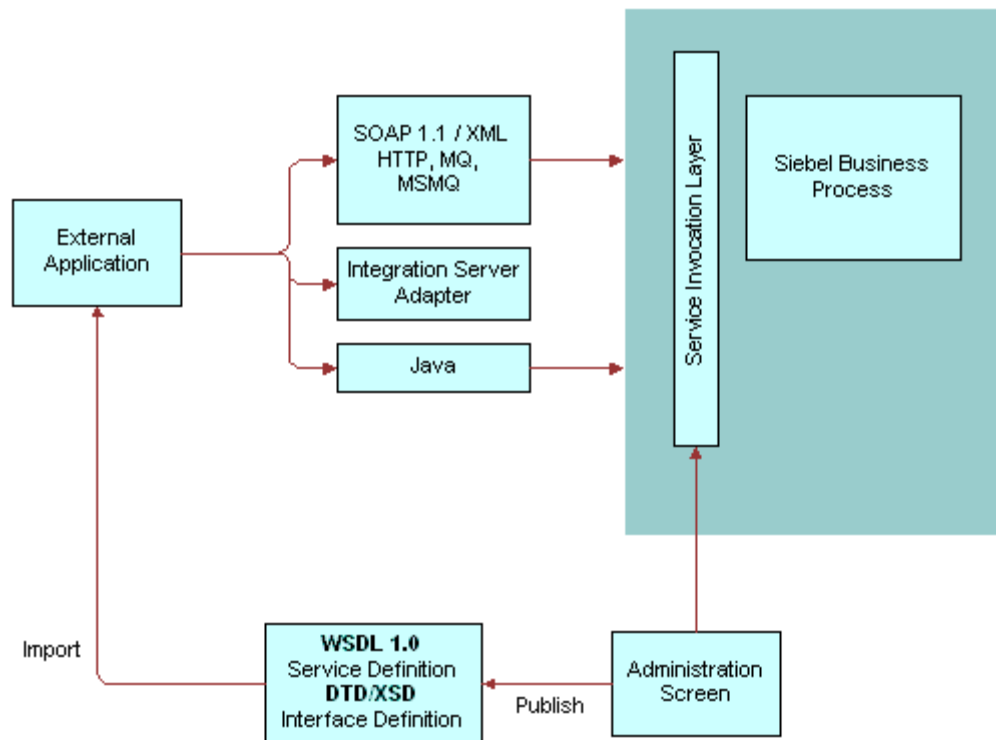 SOAP 1.1 / XML
HTTP, MQ,
MSMQ
Service Invocation Layer
Siebel Business
Process
External
Application
Integration Server
Adapter
Java
Import
WSDL 1.0
Service Definition
DTD/XSD
Interface Definition
Publish
Administration
Screen